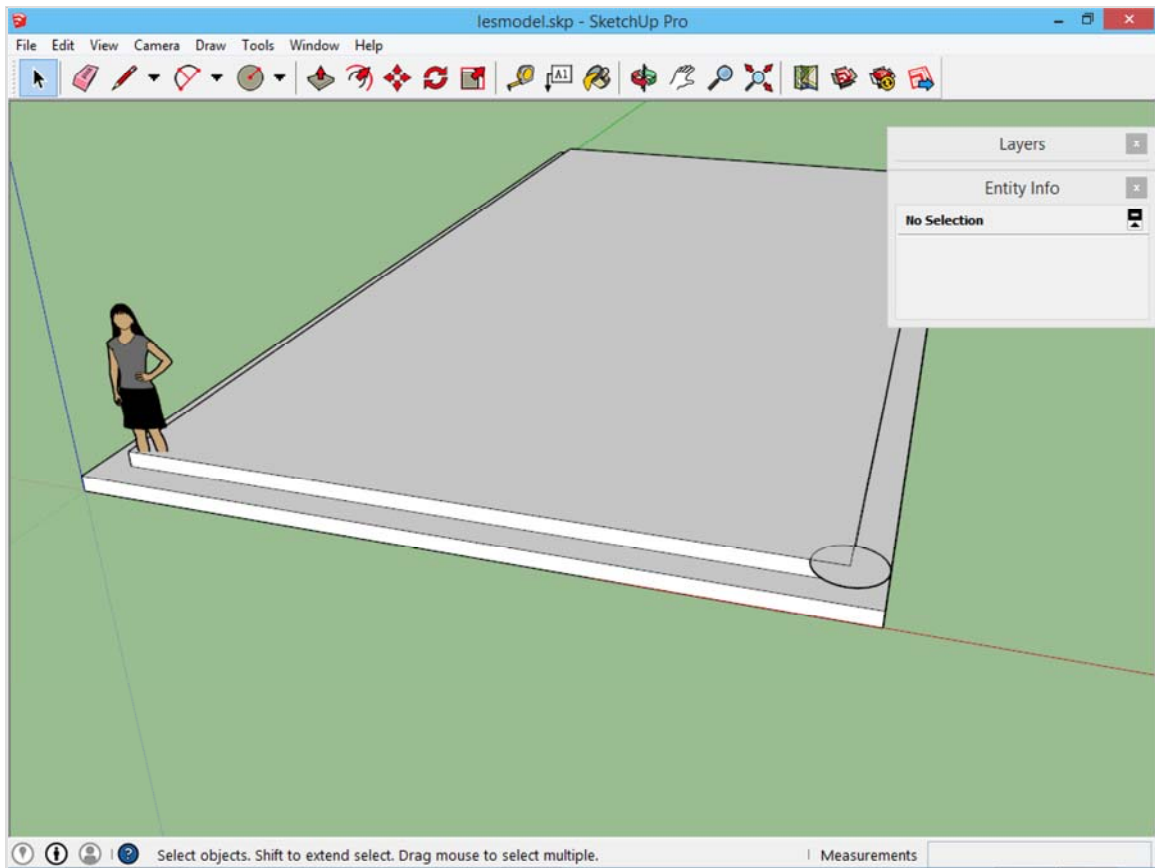 lesmodel.skp - SketchUp Pro
File Edit View Camera Draw Tools Window Help
A1
Layers
Entity Info
No Selection
Select objects. Shift to extend select. Drag mouse to select multiple.
Measurements